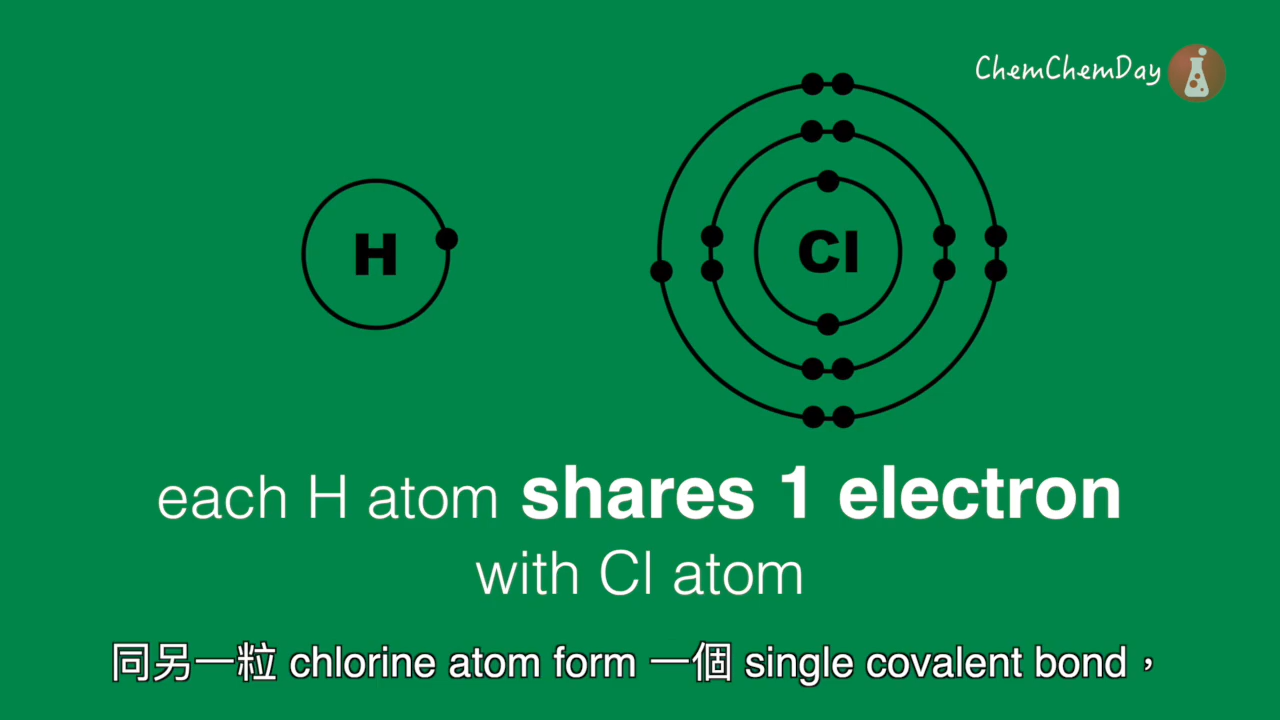 ChemChemDay
H
Cl
each H atom shares 1 electron
with Cl atom
同另一粒 chlorine atom form 一個 single covalent bond，